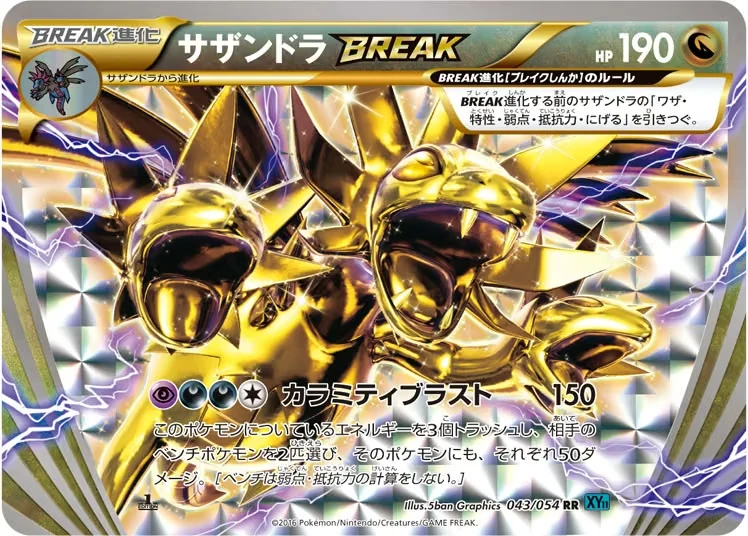 BREAK進化 サザンドラ BREAK HP 190
サザンドラから進化
BREAK進化[ブレイクしんか]のルール
BREAK進化する前のサザンドラの「ワザ・
特性・弱点・抵抗力・にげる」を引きつぐ。
カラミティブラスト 150
このポケモンについているエネルギーを3個トラッシュし、相手の
ベンチポケモンを2匹選び、そのポケモンにも、それぞれ50ダ
メージ。[ベンチは弱点・抵抗力の計算をしない。]
1 EDITION Illus.5ban Graphics 043/054 RR XY11
©2016 Pokémon/Nintendo/Creatures/GAME FREAK.